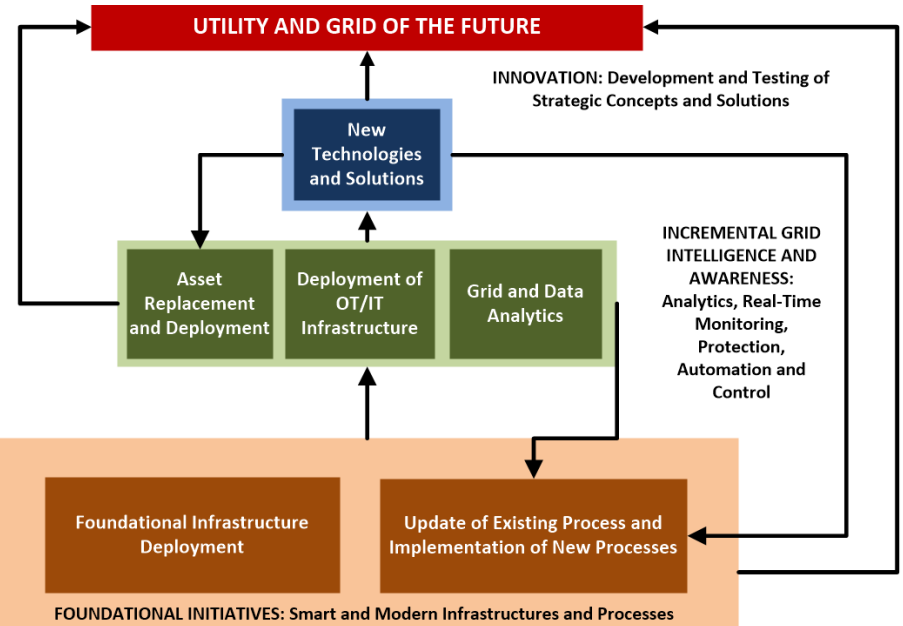 UTILITY AND GRID OF THE FUTURE
INNOVATION: Development and Testing of
Strategic Concepts and Solutions
New
Technologies
and Solutions
INCREMENTAL GRID
INTELLIGENCE AND
AWARENESS:
Analytics, Real-Time
Monitoring,
Protection,
Automation and
Control
Asset
Replacement
and Deployment
Deployment of
OT/IT
Infrastructure
Grid and Data
Analytics
Foundational Infrastructure
Deployment
Update of Existing Process and
Implementation of New Processes
FOUNDATIONAL INITIATIVES: Smart and Modern Infrastructures and Processes